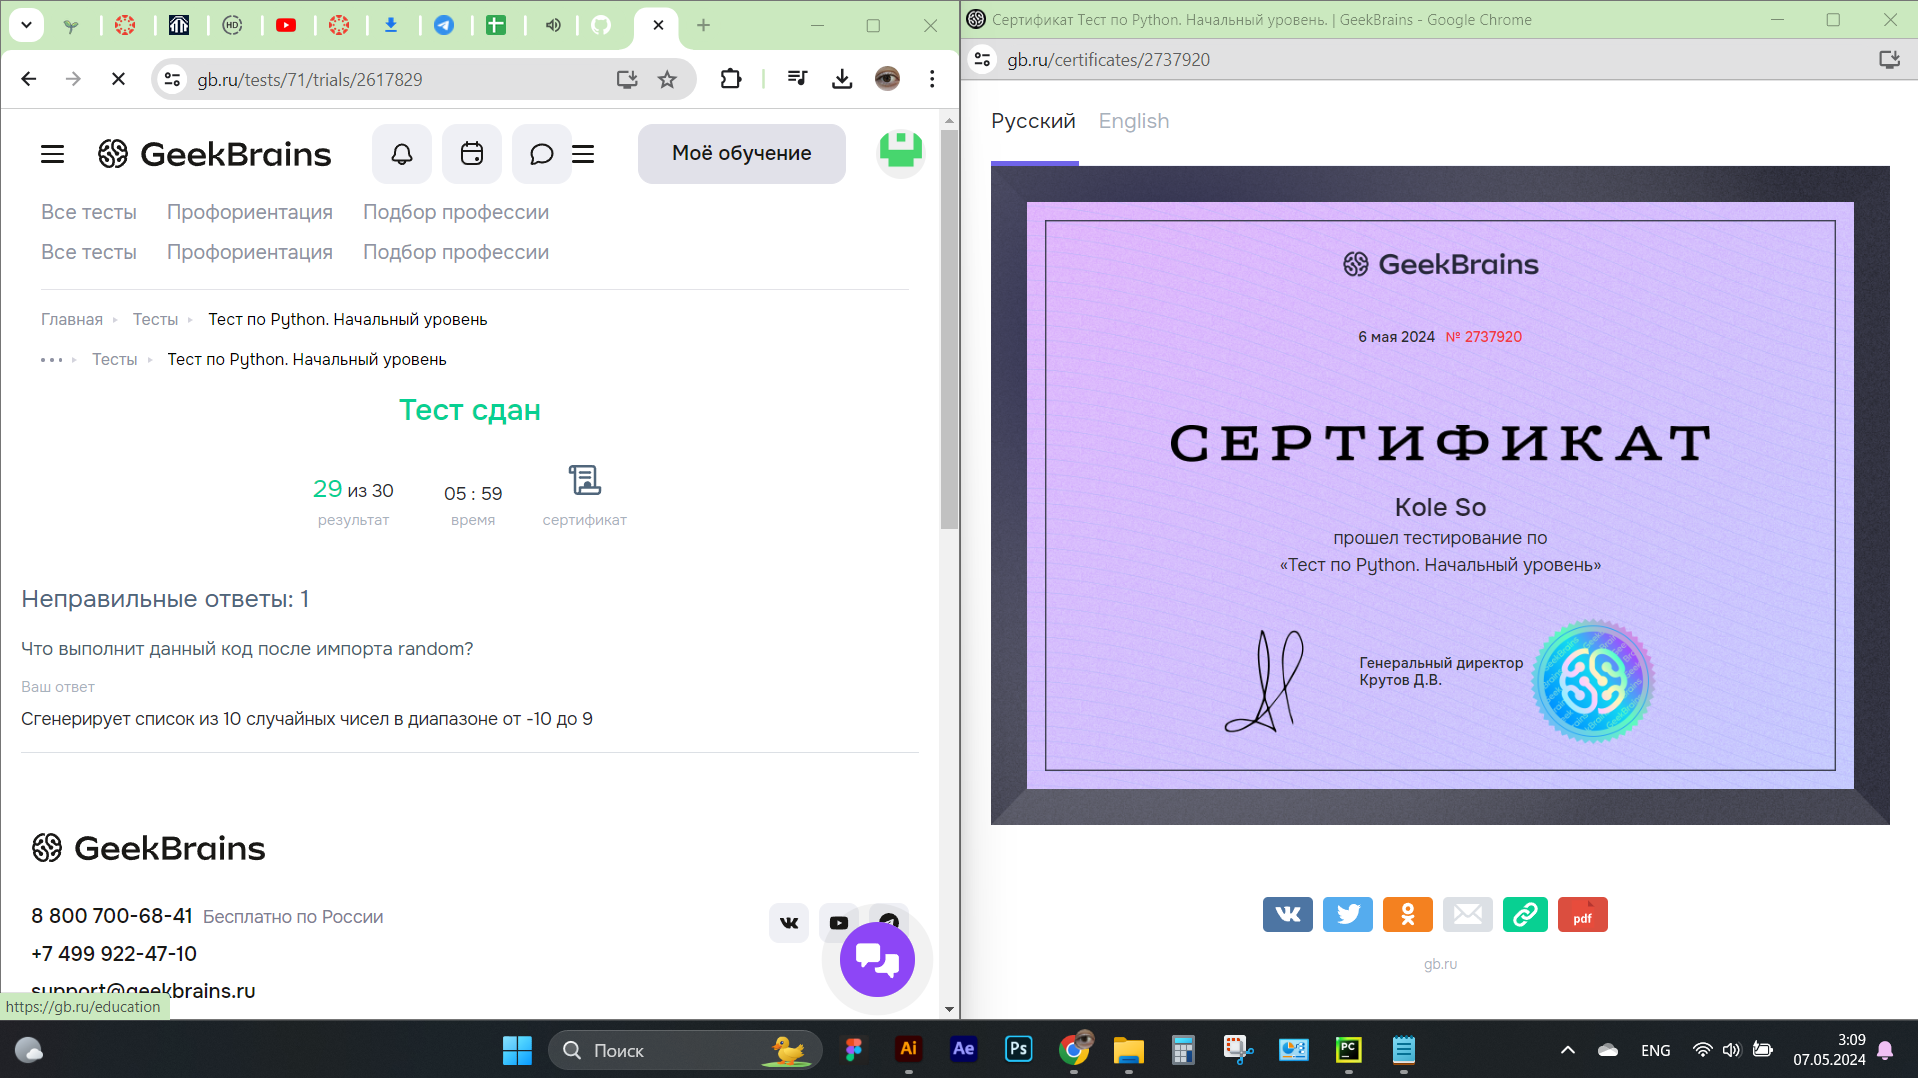 gb.ru/tests/71/trials/2617829
GeekBrains
Моё обучение
Все тесты Профориентация Подбор профессии
Все тесты Профориентация Подбор профессии
Главная Тесты Тест по Python. Начальный уровень
Тесты Тест по Python. Начальный уровень
Тест сдан
29 из 30
результат
05 : 59
время
сертификат
Неправильные ответы: 1
Что выполнит данный код после импорта random?
Ваш ответ
Сгенерирует список из 10 случайных чисел в диапазоне от -10 до 9
GeekBrains
8 800 700-68-41 Бесплатно по России
+7 499 922-47-10
support@geekbrains.ru
https://gb.ru/education
Сертификат Тест по Python. Начальный уровень. | GeekBrains - Google Chrome
gb.ru/certificates/2737920
Русский English
GeekBrains
6 мая 2024 № 2737920
СЕРТИФИКАТ
Kole So
прошел тестирование по
«Тест по Python. Начальный уровень»
Генеральный директор
Крутов Д.В.
pdf
gb.ru
Поиск
Ai
Ae
Ps
PC
ENG
3:09
07.05.2024